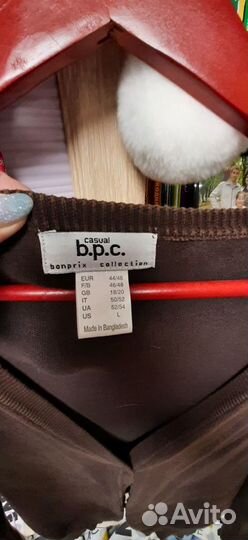 casual
b.p.c.
bonprix collection
EUR 44/46
F/B 46/48
GB 18/20
IT 50/52
UA 52/54
US L
Made in Bangladesh
Avito